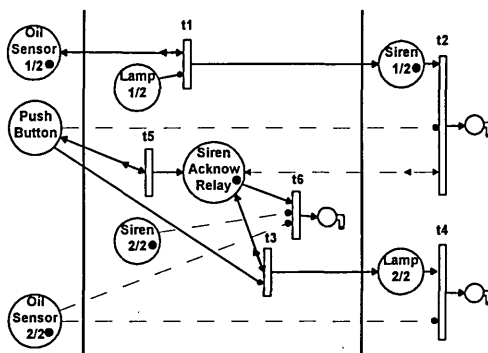 Oil
Sensor
1/2
t1
Lamp
1/2
Siren
1/2
t2
Push
Button
t5
Siren
Acknow
Relay
t6
Siren
2/2
t3
Lamp
2/2
t4
Oil
Sensor
2/2